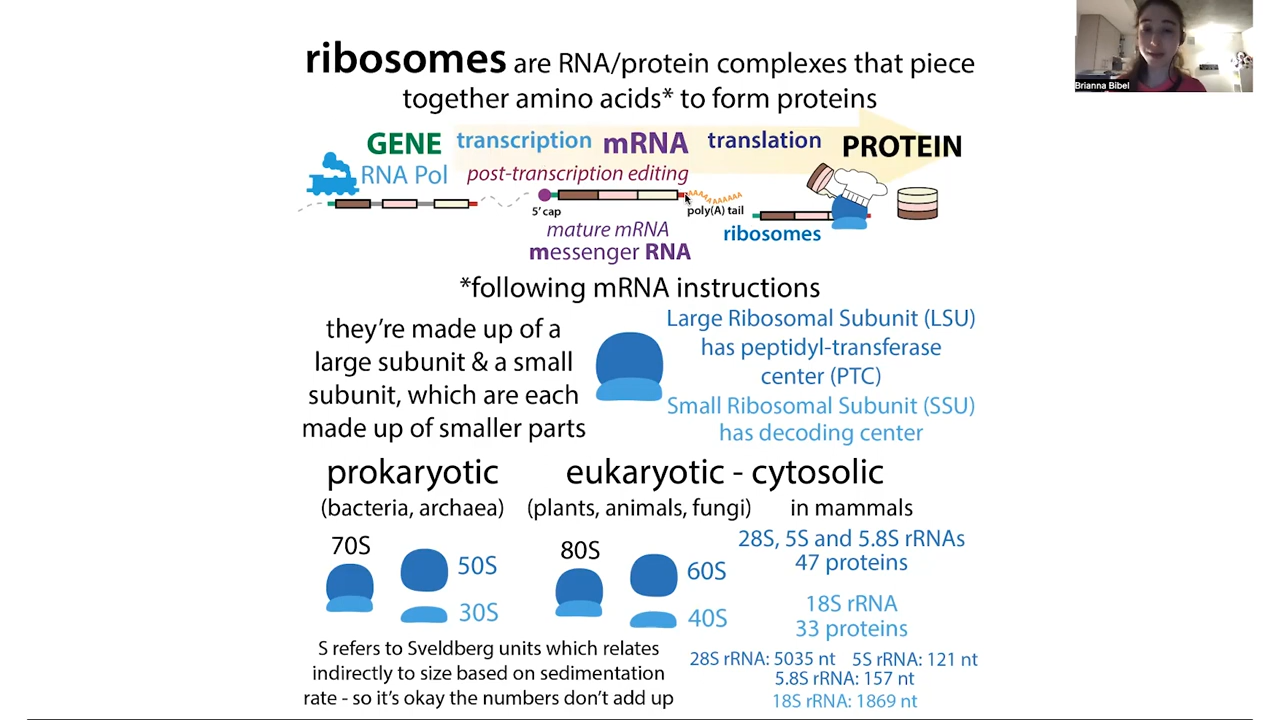 ribosomes are RNA/protein complexes that piece
together amino acids* to form proteins
GENE transcription mRNA translation PROTEIN
RNA Pol post-transcription editing
5' cap
poly(A) tail
AAAAAAAAAAA
mature mRNA
messenger RNA
ribosomes
*following mRNA instructions
they're made up of a
large subunit & a small
subunit, which are each
made up of smaller parts
Large Ribosomal Subunit (LSU)
has peptidyl-transferase
center (PTC)
Small Ribosomal Subunit (SSU)
has decoding center
prokaryotic
(bacteria, archaea)
70S
50S
30S
eukaryotic - cytosolic
(plants, animals, fungi)
in mammals
80S
60S
40S
28S, 5S and 5.8S rRNAs
47 proteins
18S rRNA
33 proteins
S refers to Sveldberg units which relates
indirectly to size based on sedimentation
rate - so it's okay the numbers don't add up
28S rRNA: 5035 nt 5S rRNA: 121 nt
5.8S rRNA: 157 nt
18S rRNA: 1869 nt
Brianna Bibel